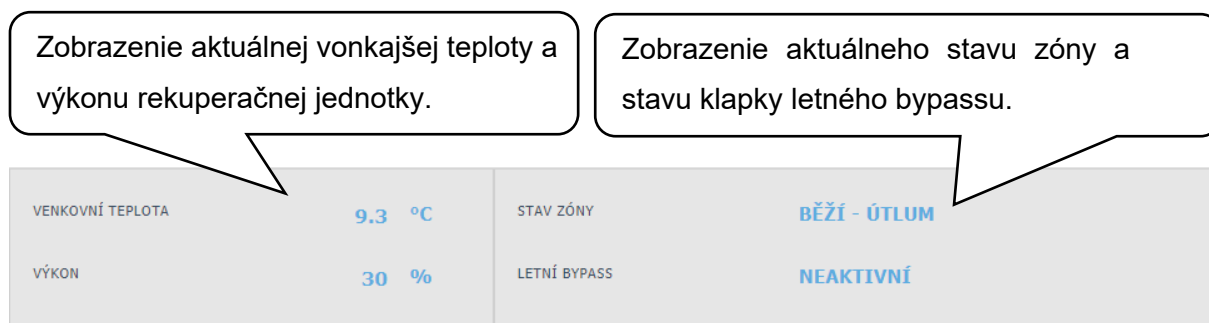 Zobrazenie aktuálnej vonkajšej teploty a
výkonu rekuperačnej jednotky.
Zobrazenie aktuálneho stavu zóny a
stavu klapky letného bypassu.
VENKOVNÍ TEPLOTA 9.3 °C
VÝKON 30 %
STAV ZÓNY BĚŽÍ - ÚTLUM
LETNÍ BYPASS NEAKTIVNÍ